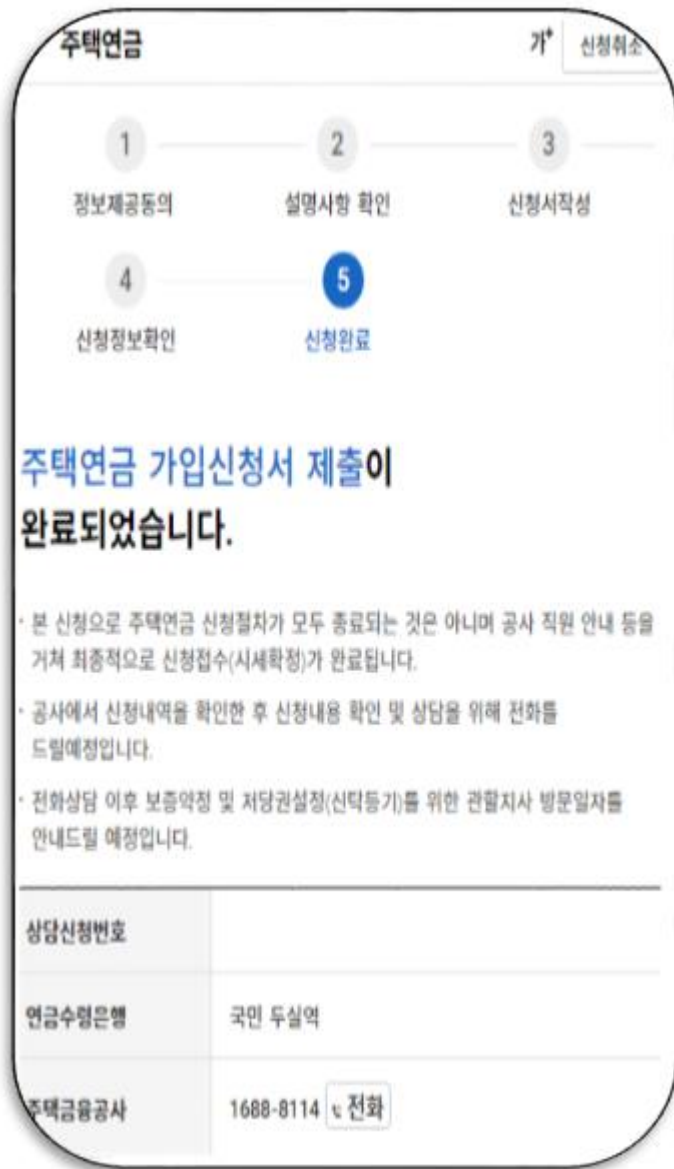 주택연금
가+ 신청취소
1 2 3
정보제공동의 설명사항 확인 신청서작성
4 5
신청정보확인 신청완료
주택연금 가입신청서 제출이
완료되었습니다.
· 본 신청으로 주택연금 신청절차가 모두 종료되는 것은 아니며 공사 직원 안내 등을
거쳐 최종적으로 신청접수(시세확정)가 완료됩니다.
· 공사에서 신청내역을 확인한 후 신청내용 확인 및 상담을 위해 전화를
드릴예정입니다.
· 전화상담 이후 보증약정 및 저당권설정(신탁등기)를 위한 관할지사 방문일자를
안내드릴 예정입니다.
상담신청번호
연금수령은행 국민 두실역
주택금융공사 1688-8114 전화